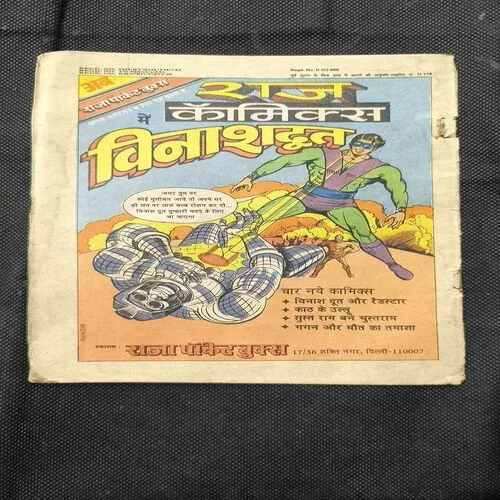 अब
राजा पॉकेट बुक्स
में
राज
कॉमिक्स
विनाशदूत
अगर तुम पर
कोई मुसीबत आये तो अपने घर
की छत पर लाल बल्ब रोशन कर दो...
विनाश दूत तुम्हारी मदद के लिए
आ जाएगा
चार नये कॉमिक्स
विनाश दूत और रैडस्टार
काठ के उल्लू
सुस्त राम बने चुस्तराम
गगन और मौत का तमाशा
राजा पॉकेट बुक्स 17/36 शक्ति नगर, दिल्ली-110007